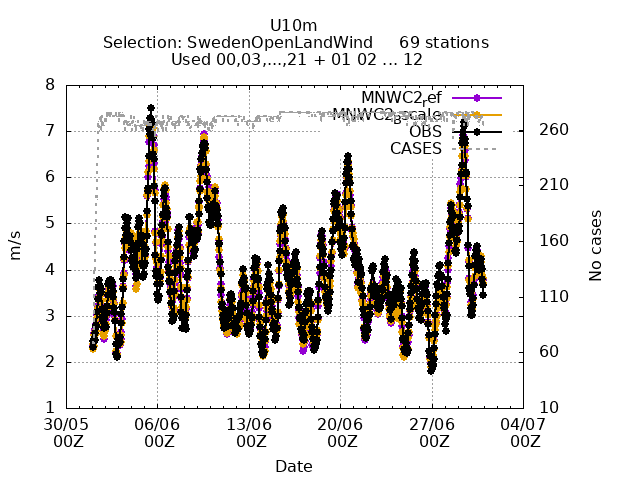 U10m
Selection: SwedenOpenLandWind 69 stations
Used 00,03,...,21 + 01 02 ... 12
8
7
6
5
4
3
2
1
m/s
MNWC2ref
MNWC2Bscale
OBS
CASES
260
210
160
110
60
10
No cases
30/05 06/06 13/06 20/06 27/06 04/07
00Z 00Z 00Z 00Z 00Z 00Z
Date